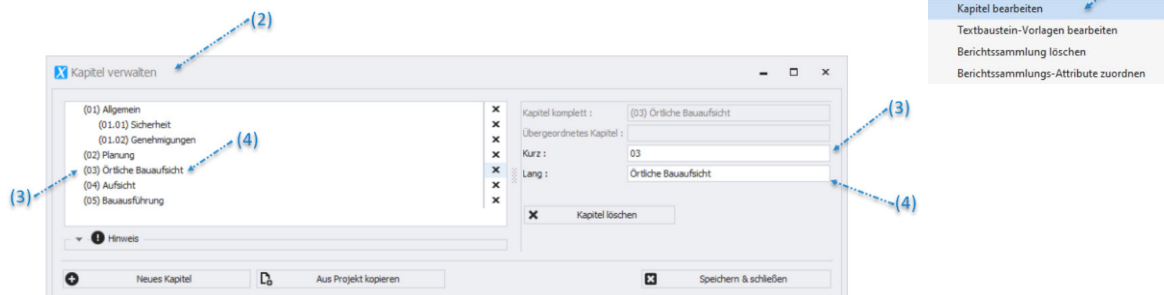 Kapitel bearbeiten
Textbaustein-Vorlagen bearbeiten
Berichtssammlung löschen
Berichtssammlungs-Attribute zuordnen
(2)
X Kapitel verwalten
(01) Allgemein
(01.01) Sicherheit
(01.02) Genehmigungen
(4)
(02) Planung
(03) Örtliche Bauaufsicht
(3)
(04) Aufsicht
(05) Bauausführung
Hinweis
Kapitel komplett : (03) Örtliche Bauaufsicht
(3)
Übergeordnetes Kapitel :
Kurz : 03
Lang : Örtliche Bauaufsicht
(4)
Kapitel löschen
Neues Kapitel
Aus Projekt kopieren
Speichern & schließen